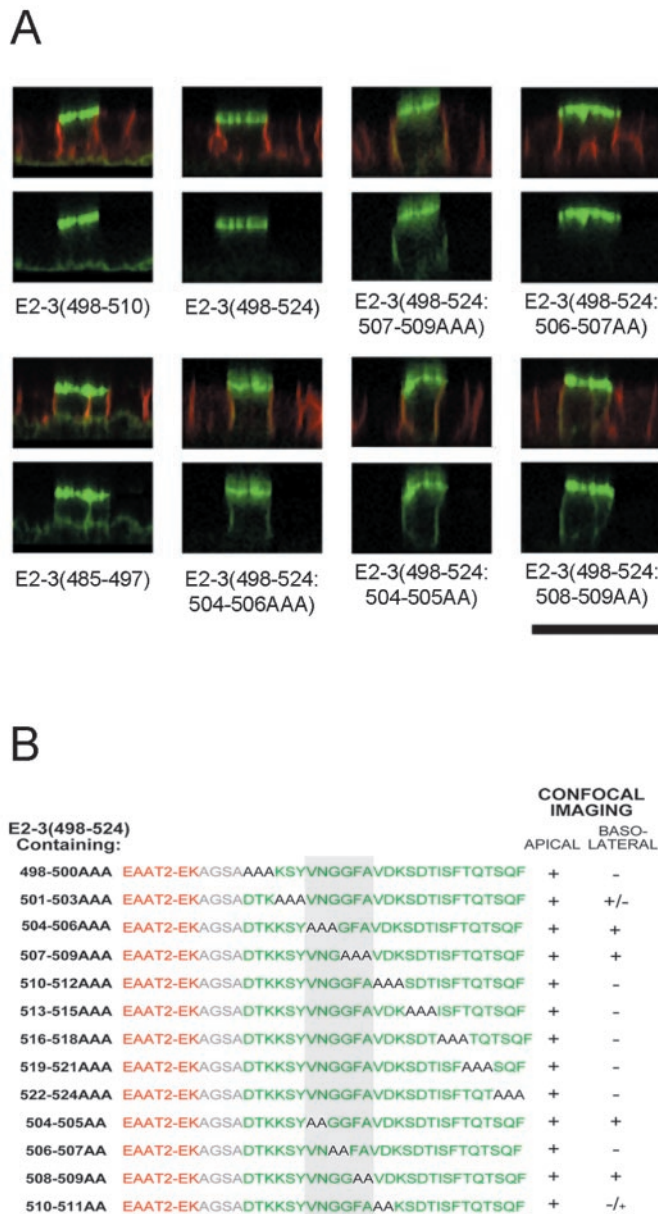 A
E2-3(498-510)
E2-3(498-524)
E2-3(498-524:
507-509AAA)
E2-3(498-524:
506-507AA)
E2-3(485-497)
E2-3(498-524:
504-506AAA)
E2-3(498-524:
504-505AA)
E2-3(498-524:
508-509AA)
B
CONFOCAL
IMAGING
E2-3(498-524)
Containing:
APICAL
BASO-
LATERAL
498-500AAA EAAT2-EKAGSAAAAKSYVNGGFAVDKSDTISFTQTSQF + -
501-503AAA EAAT2-EKAGSADTKAAAVNGGFAVDKSDTISFTQTSQF + +/-
504-506AAA EAAT2-EKAGSADTKKSYAAAGFAVDKSDTISFTQTSQF + +
507-509AAA EAAT2-EKAGSADTKKSYVNGAAAVDKSDTISFTQTSQF + +
510-512AAA EAAT2-EKAGSADTKKSYVNGGFAAAASDTISFTQTSQF + -
513-515AAA EAAT2-EKAGSADTKKSYVNGGFAVDKAAAISFTQTSQF + -
516-518AAA EAAT2-EKAGSADTKKSYVNGGFAVDKSDTAAATQTSQF + -
519-521AAA EAAT2-EKAGSADTKKSYVNGGFAVDKSDTISFAAASQF + -
522-524AAA EAAT2-EKAGSADTKKSYVNGGFAVDKSDTISFTQTAAA + -
504-505AA EAAT2-EKAGSADTKKSYAAGGFAVDKSDTISFTQTSQF + +
506-507AA EAAT2-EKAGSADTKKSYVNAAFAVDKSDTISFTQTSQF + -
508-509AA EAAT2-EKAGSADTKKSYVNGGAAVDKSDTISFTQTSQF + +
510-511AA EAAT2-EKAGSADTKKSYVNGGFAAAKSDTISFTQTSQF + -/+